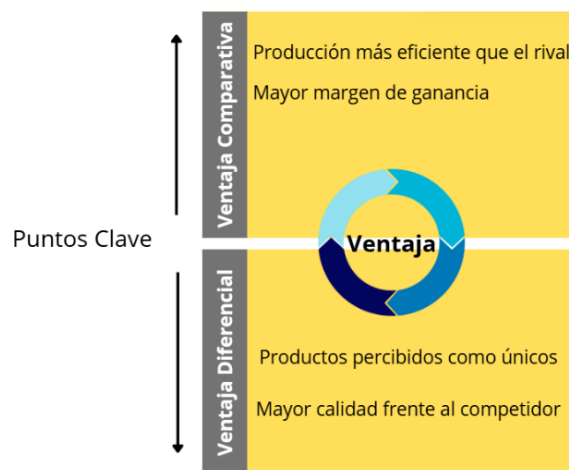 Puntos Clave
Ventaja Comparativa
Producción más eficiente que el rival
Mayor margen de ganancia
Ventaja
Ventaja Diferencial
Productos percibidos como únicos
Mayor calidad frente al competidor